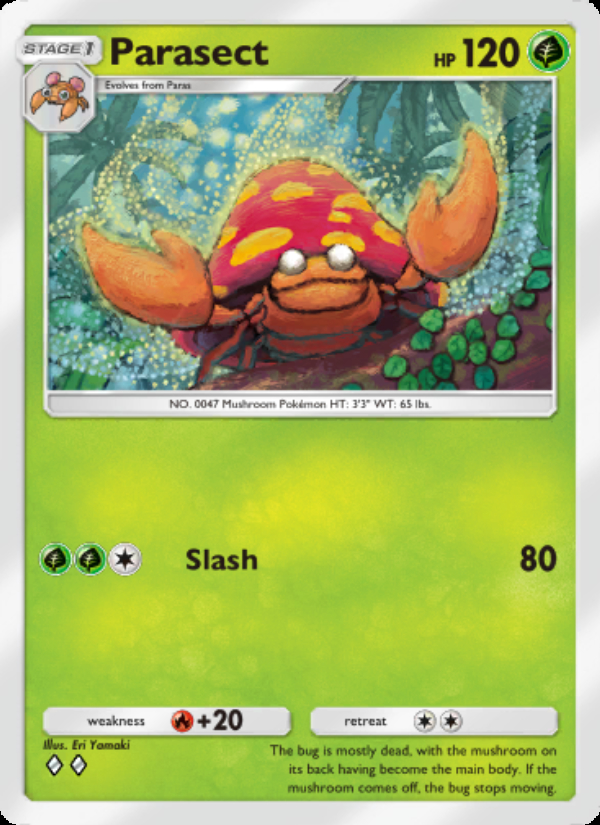 STAGE 1 Parasect HP 120
Evolves from Paras
NO. 0047 Mushroom Pokémon HT: 3'3" WT: 65 lbs.
Slash 80
weakness +20 retreat
Illus. Eri Yamaki
The bug is mostly dead, with the mushroom on
its back having become the main body. If the
mushroom comes off, the bug stops moving.